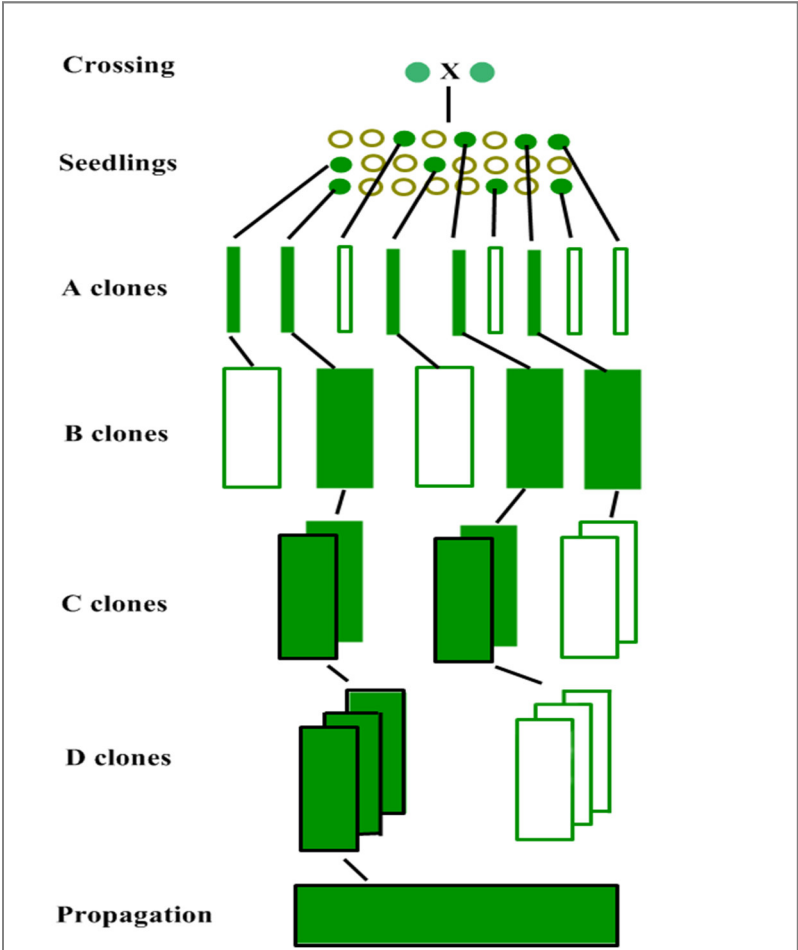 Crossing
X
Seedlings
A clones
B clones
C clones
D clones
Propagation